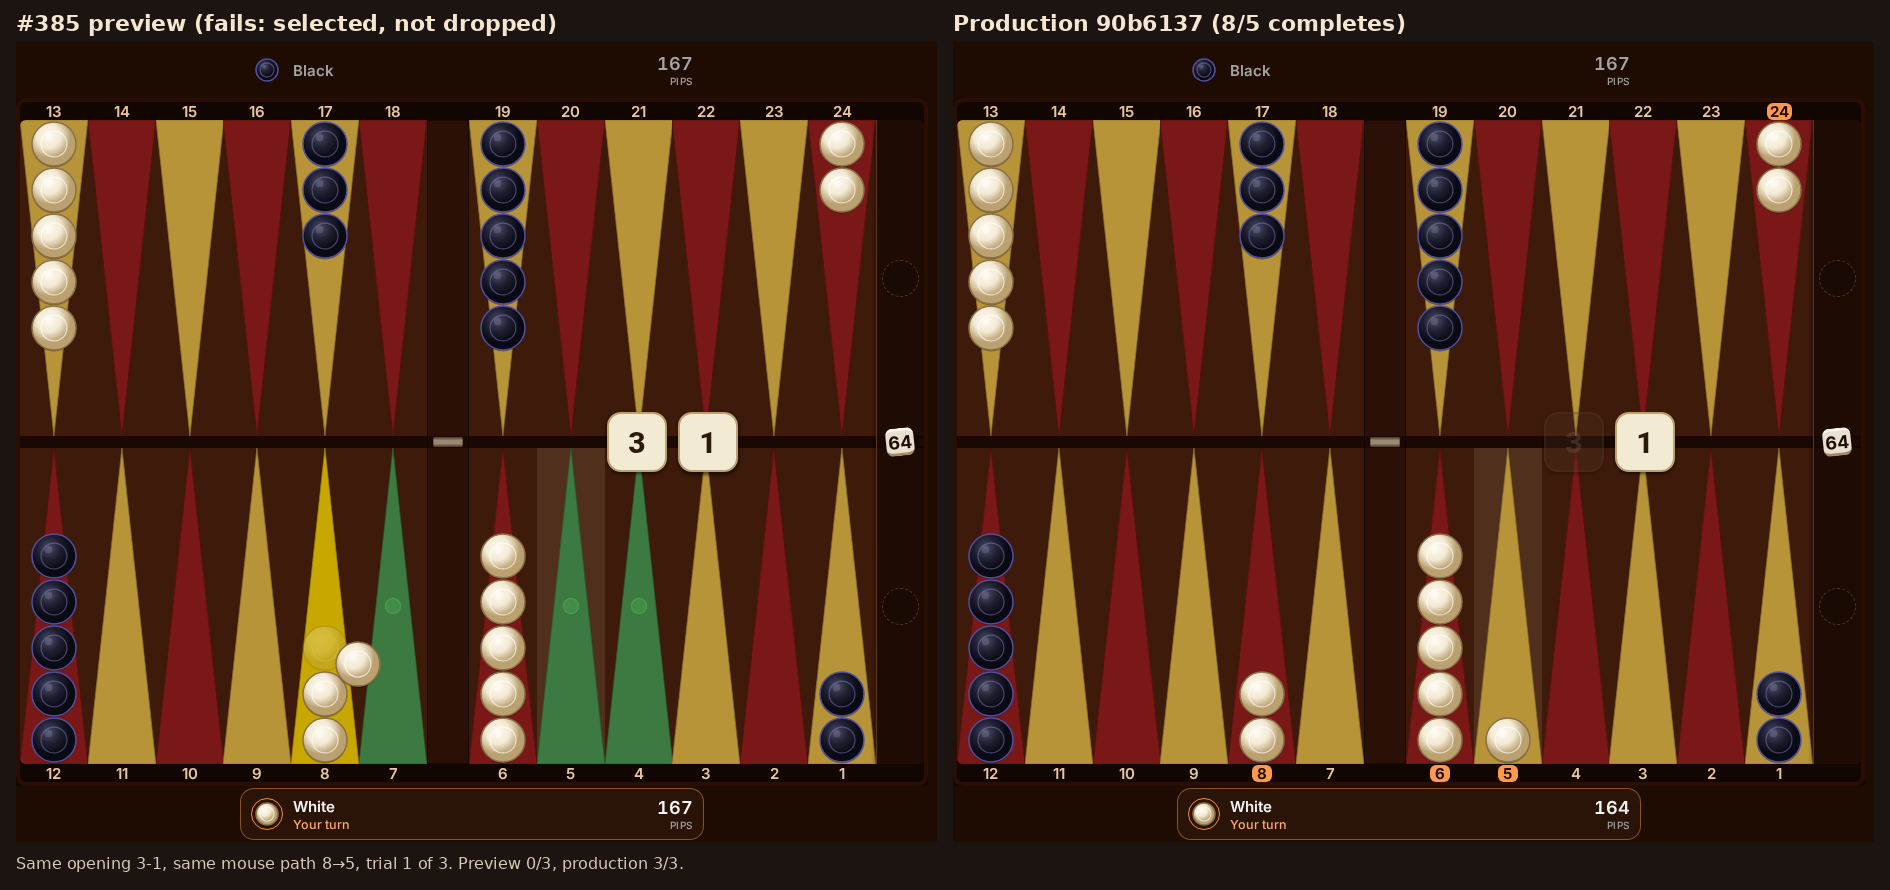 #385 preview (fails: selected, not dropped)
Black
167
PIPS
13 14 15 16 17 18 19 20 21 22 23 24
3 1
64
12 11 10 9 8 7 6 5 4 3 2 1
White
Your turn
167
PIPS
Production 90b6137 (8/5 completes)
Black
167
PIPS
13 14 15 16 17 18 19 20 21 22 23 24
3 1
64
12 11 10 9 8 7 6 5 4 3 2 1
White
Your turn
164
PIPS
Same opening 3-1, same mouse path 8→5, trial 1 of 3. Preview 0/3, production 3/3.